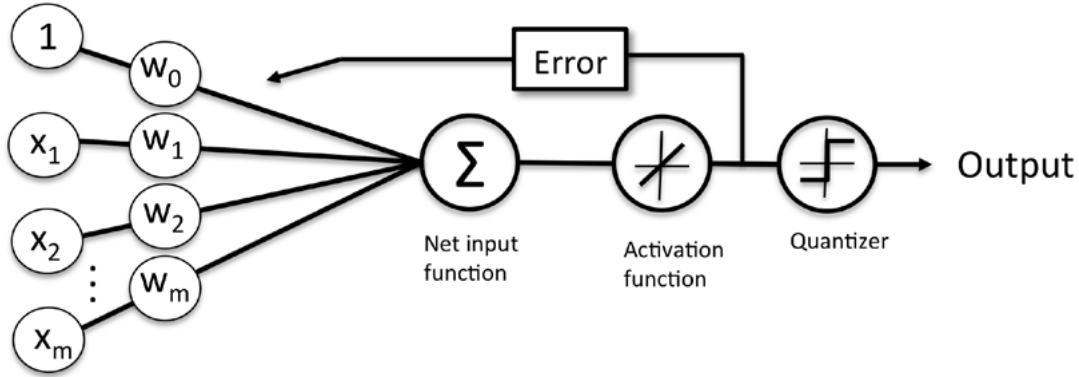 1
w₀
Error
x₁
w₁
Σ
Output
x₂
w₂
Net input
function
Activation
function
Quantizer
⋮
wₘ
xₘ